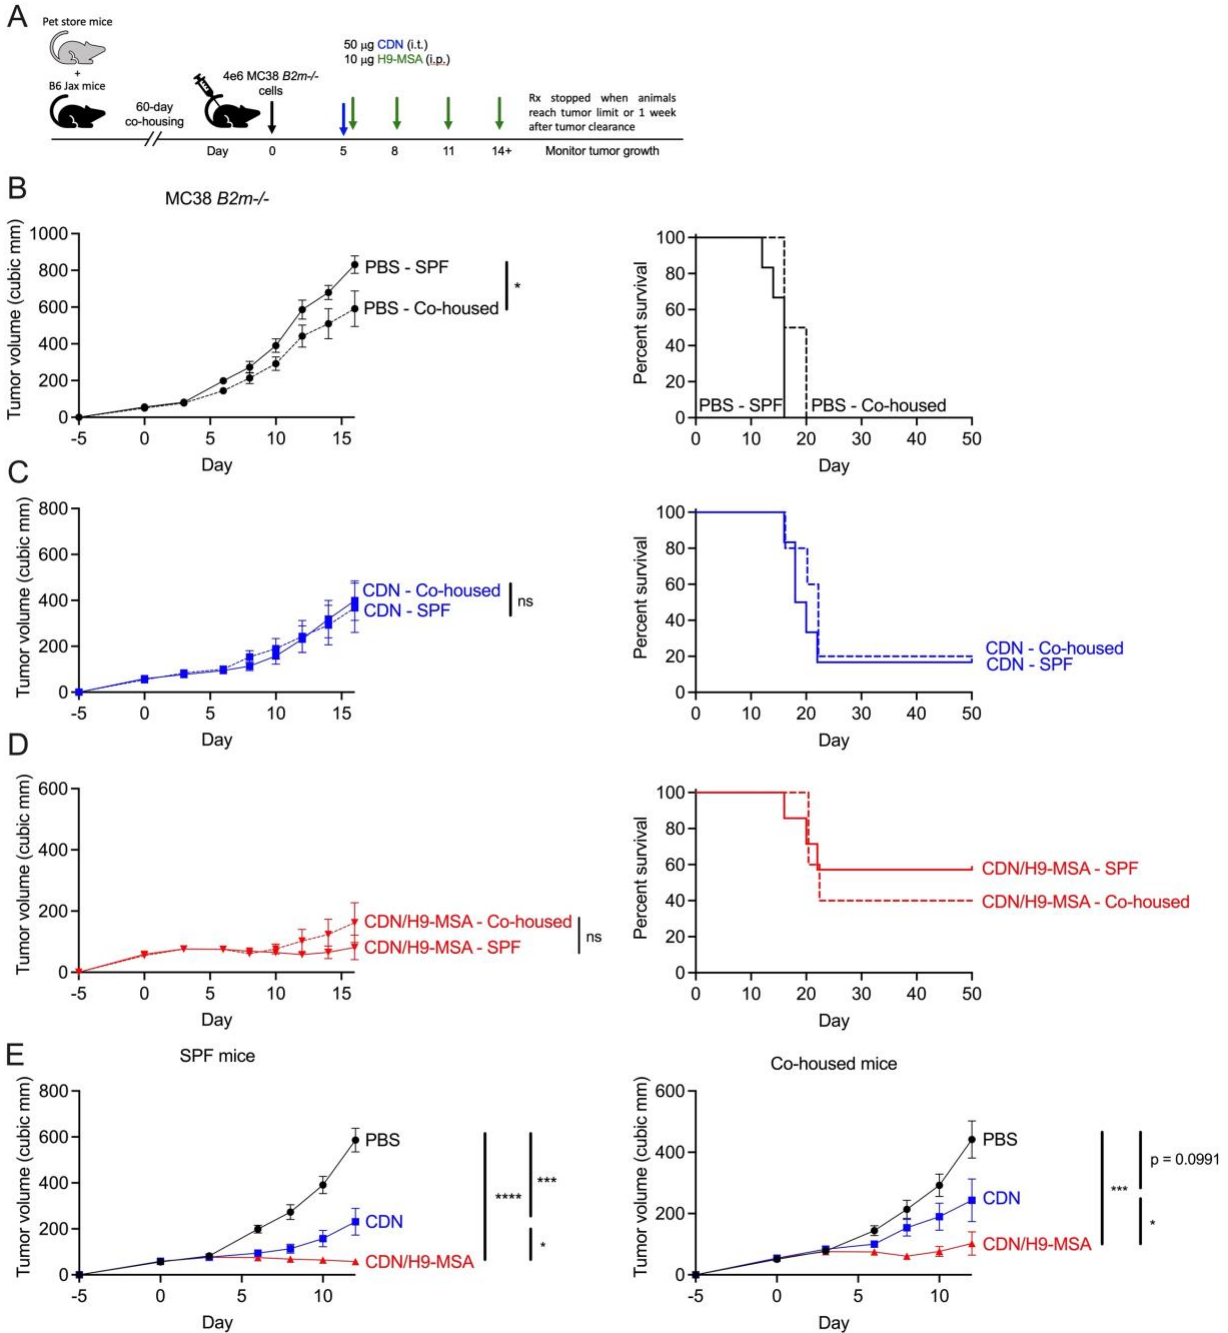 A
Pet store mice
+
B6 Jax mice
60-day
co-housing
4e6 MC38 B2m-/-
cells
50 µg CDN (i.t.)
10 µg H9-MSA (i.p.)
Rx stopped when animals
reach tumor limit or 1 week
after tumor clearance
Day 0 5 8 11 14+ Monitor tumor growth
B
MC38 B2m-/-
Tumor volume (cubic mm)
1000
800
600
400
200
0
-5 0 5 10 15
Day
PBS - SPF
PBS - Co-housed
*
Percent survival
100
80
60
40
20
0
PBS - SPF
PBS - Co-housed
0 10 20 30 40 50
Day
C
Tumor volume (cubic mm)
800
600
400
200
0
-5 0 5 10 15
Day
CDN - Co-housed
CDN - SPF
ns
Percent survival
100
80
60
40
20
0
0 10 20 30 40 50
Day
CDN - Co-housed
CDN - SPF
D
Tumor volume (cubic mm)
600
400
200
0
-5 0 5 10 15
Day
CDN/H9-MSA - Co-housed
CDN/H9-MSA - SPF
ns
Percent survival
100
80
60
40
20
0
0 10 20 30 40 50
Day
CDN/H9-MSA - SPF
CDN/H9-MSA - Co-housed
E
SPF mice
Tumor volume (cubic mm)
800
600
400
200
0
-5 0 5 10
Day
PBS
CDN
CDN/H9-MSA
****
***
*
Co-housed mice
Tumor volume (cubic mm)
600
400
200
0
-5 0 5 10
Day
PBS
CDN
CDN/H9-MSA
***
p = 0.0991
*